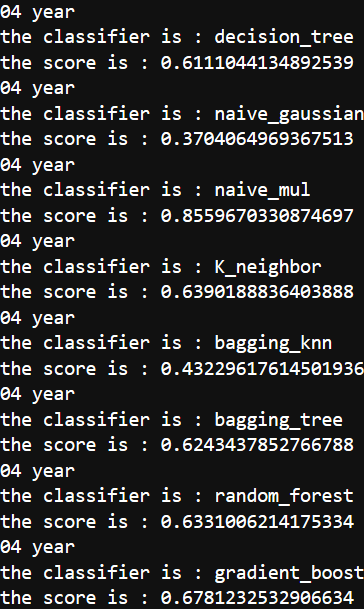 04 year
the classifier is : decision_tree
the score is : 0.6111044134892539
04 year
the classifier is : naive_gaussian
the score is : 0.3704064969367513
04 year
the classifier is : naive_mul
the score is : 0.8559670330874697
04 year
the classifier is : K_neighbor
the score is : 0.6390188836403888
04 year
the classifier is : bagging_knn
the score is : 0.43229617614501936
04 year
the classifier is : bagging_tree
the score is : 0.6243437852766788
04 year
the classifier is : random_forest
the score is : 0.6331006214175334
04 year
the classifier is : gradient_boost
the score is : 0.6781232532906634